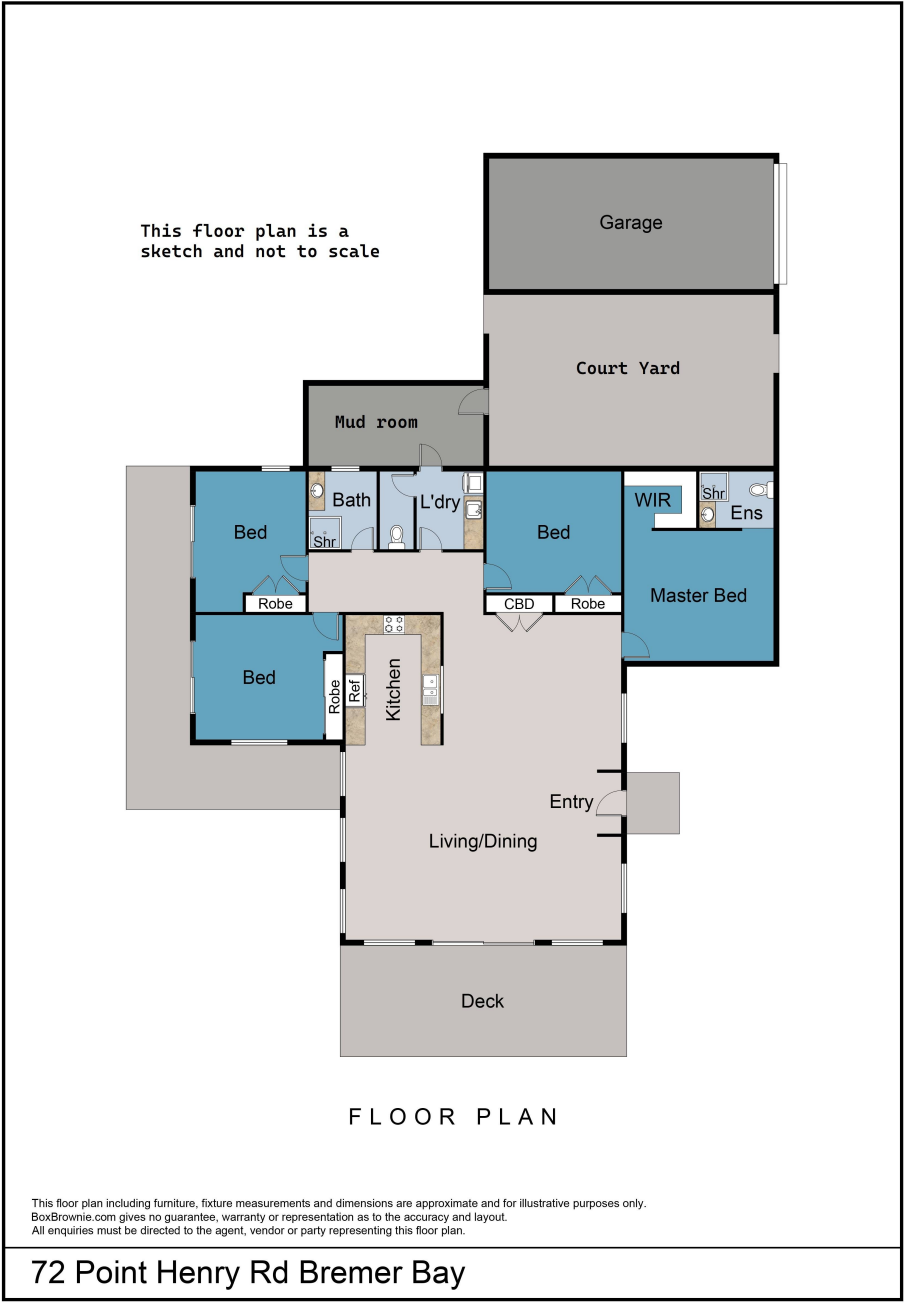 Garage
This floor plan is a
sketch and not to scale
Court Yard
Mud room
Bed
Bath
Shr
L'dry
Bed
WIR
Shr
Ens
Robe
CBD
Robe
Master Bed
Bed
Robe
Ref
Kitchen
Entry
Living/Dining
Deck
FLOOR PLAN
This floor plan including furniture, fixture measurements and dimensions are approximate and for illustrative purposes only.
BoxBrownie.com gives no guarantee, warranty or representation as to the accuracy and layout.
All enquiries must be directed to the agent, vendor or party representing this floor plan.
72 Point Henry Rd Bremer Bay